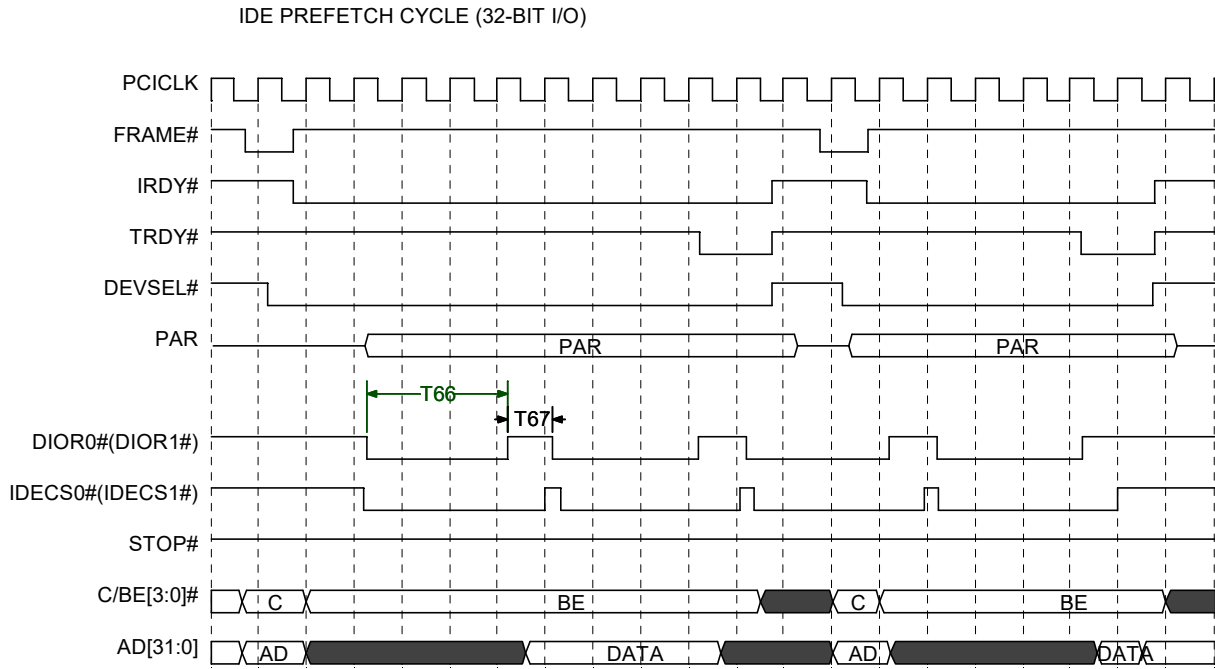 IDE PREFETCH CYCLE (32-BIT I/O)
PCICLK
FRAME#
IRDY#
TRDY#
DEVSEL#
PAR PAR PAR
T66
T67
DIOR0#(DIOR1#)
IDECS0#(IDECS1#)
STOP#
C/BE[3:0]# C BE C BE
AD[31:0] AD DATA AD DATA